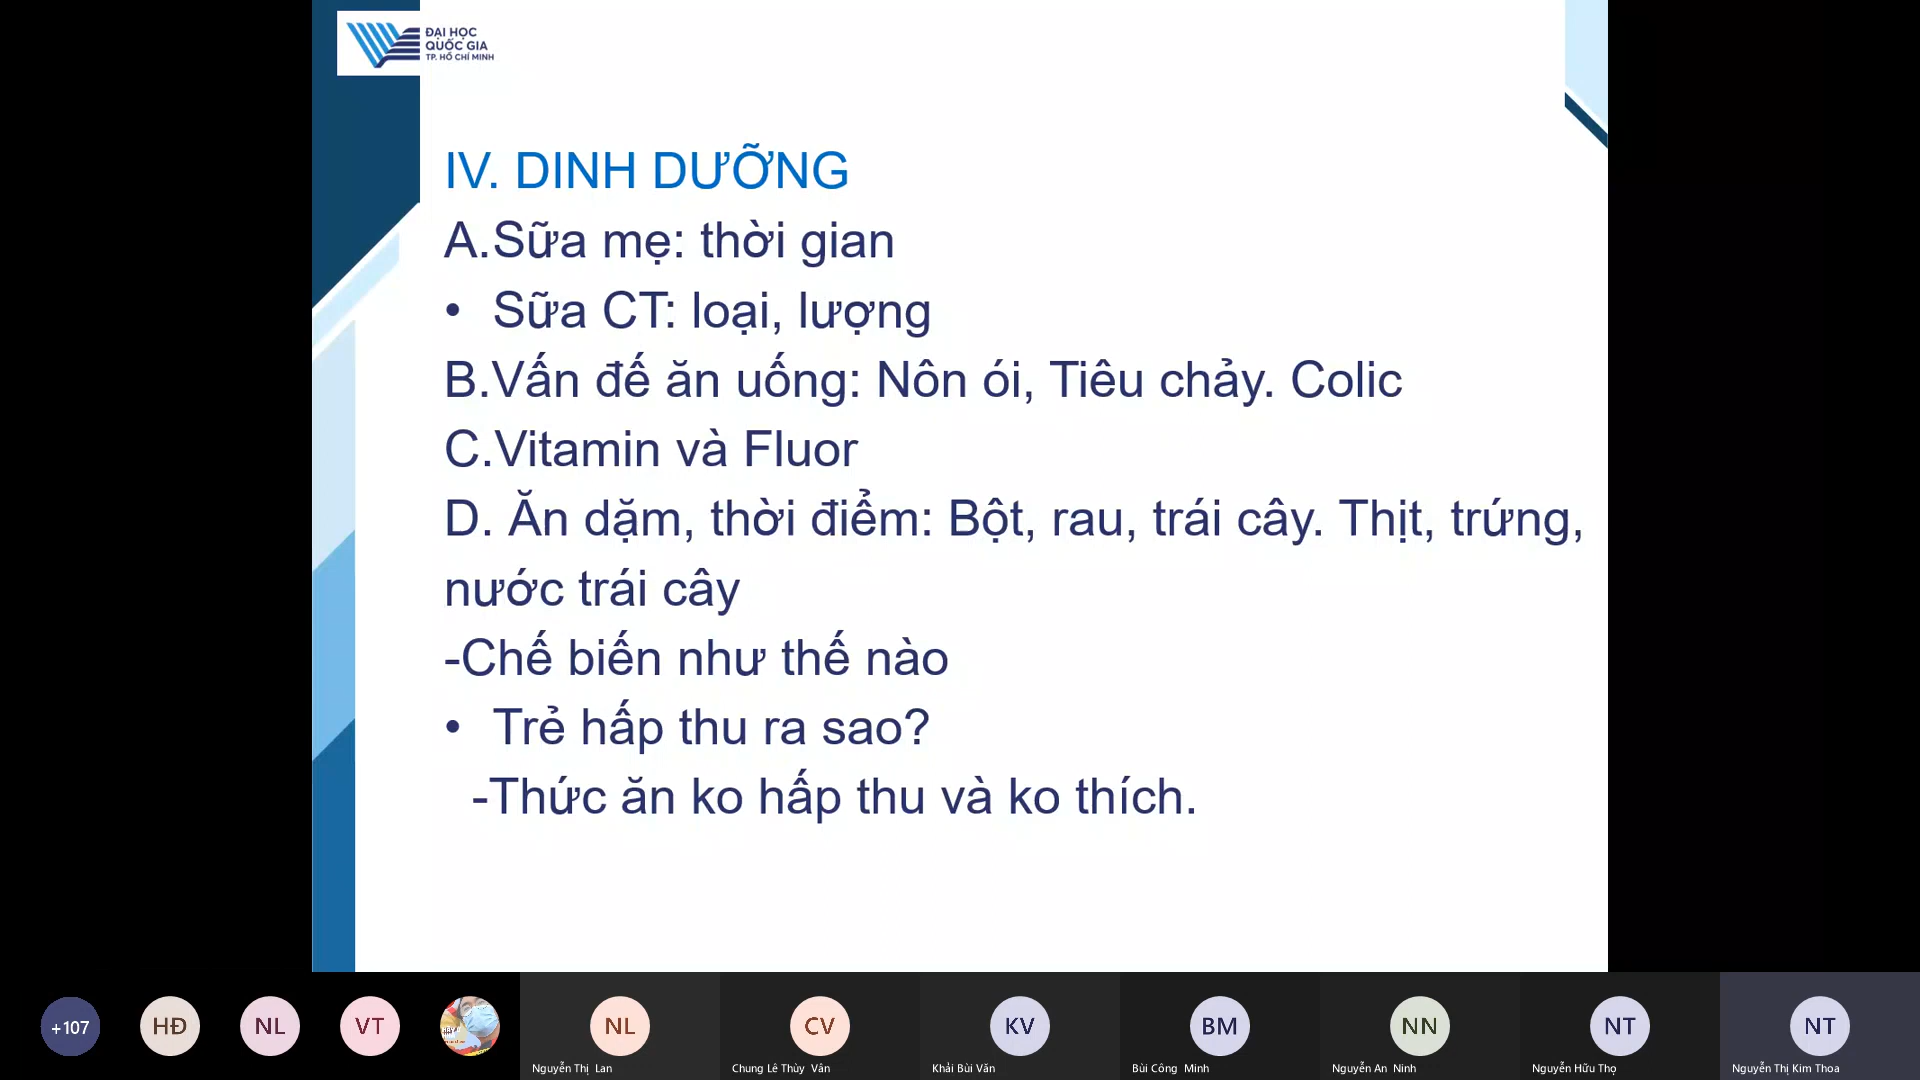 ĐẠI HỌC
QUỐC GIA
TP. HỒ CHÍ MINH
IV. DINH DƯỠNG
A.Sữa mẹ: thời gian
• Sữa CT: loại, lượng
B.Vấn đế ăn uống: Nôn ói, Tiêu chảy. Colic
C.Vitamin và Fluor
D. Ăn dặm, thời điểm: Bột, rau, trái cây. Thịt, trứng,
nước trái cây
-Chế biến như thế nào
• Trẻ hấp thu ra sao?
-Thức ăn ko hấp thu và ko thích.
+107
HĐ
NL
VT
NL
CV
KV
BM
NN
NT
NT
Nguyễn Thị Lan
Chung Lê Thùy Vân
Khải Bùi Văn
Bùi Công Minh
Nguyễn An Ninh
Nguyễn Hữu Thọ
Nguyễn Thị Kim Thoa